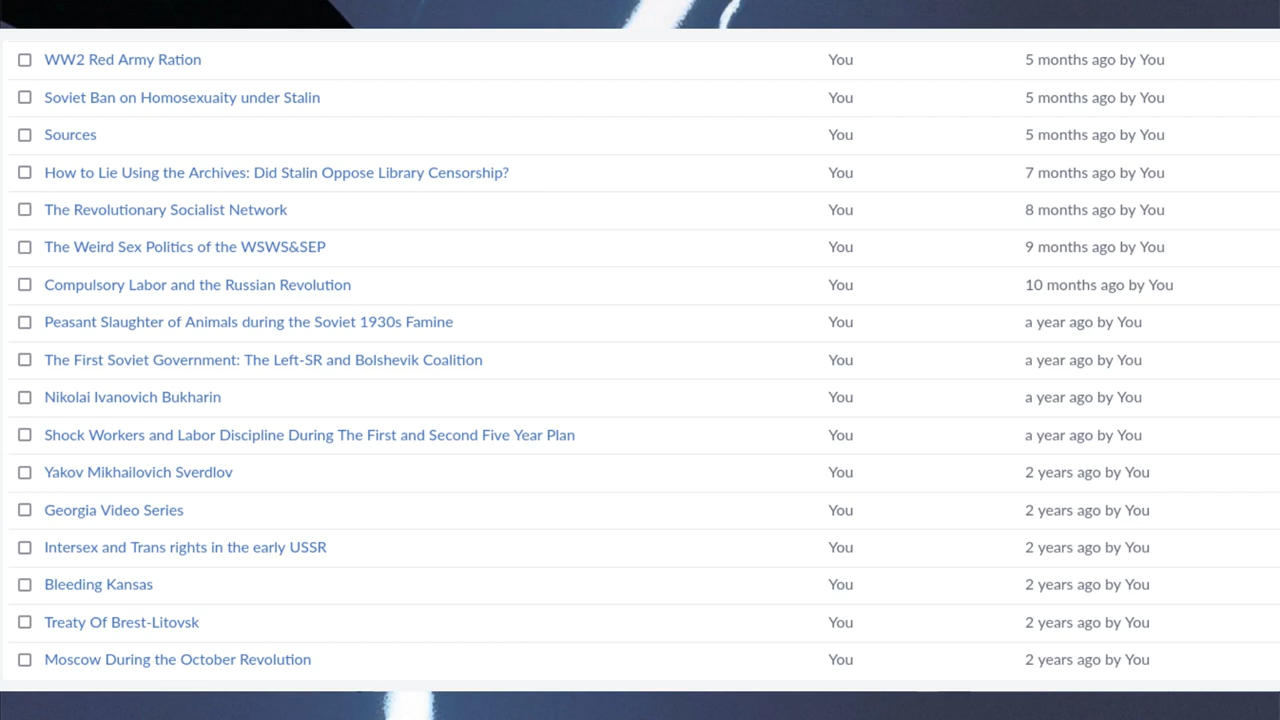 WW2 Red Army Ration You 5 months ago by You
Soviet Ban on Homosexuaity under Stalin You 5 months ago by You
Sources You 5 months ago by You
How to Lie Using the Archives: Did Stalin Oppose Library Censorship? You 7 months ago by You
The Revolutionary Socialist Network You 8 months ago by You
The Weird Sex Politics of the WSWS&SEP You 9 months ago by You
Compulsory Labor and the Russian Revolution You 10 months ago by You
Peasant Slaughter of Animals during the Soviet 1930s Famine You a year ago by You
The First Soviet Government: The Left-SR and Bolshevik Coalition You a year ago by You
Nikolai Ivanovich Bukharin You a year ago by You
Shock Workers and Labor Discipline During The First and Second Five Year Plan You a year ago by You
Yakov Mikhailovich Sverdlov You 2 years ago by You
Georgia Video Series You 2 years ago by You
Intersex and Trans rights in the early USSR You 2 years ago by You
Bleeding Kansas You 2 years ago by You
Treaty Of Brest-Litovsk You 2 years ago by You
Moscow During the October Revolution You 2 years ago by You